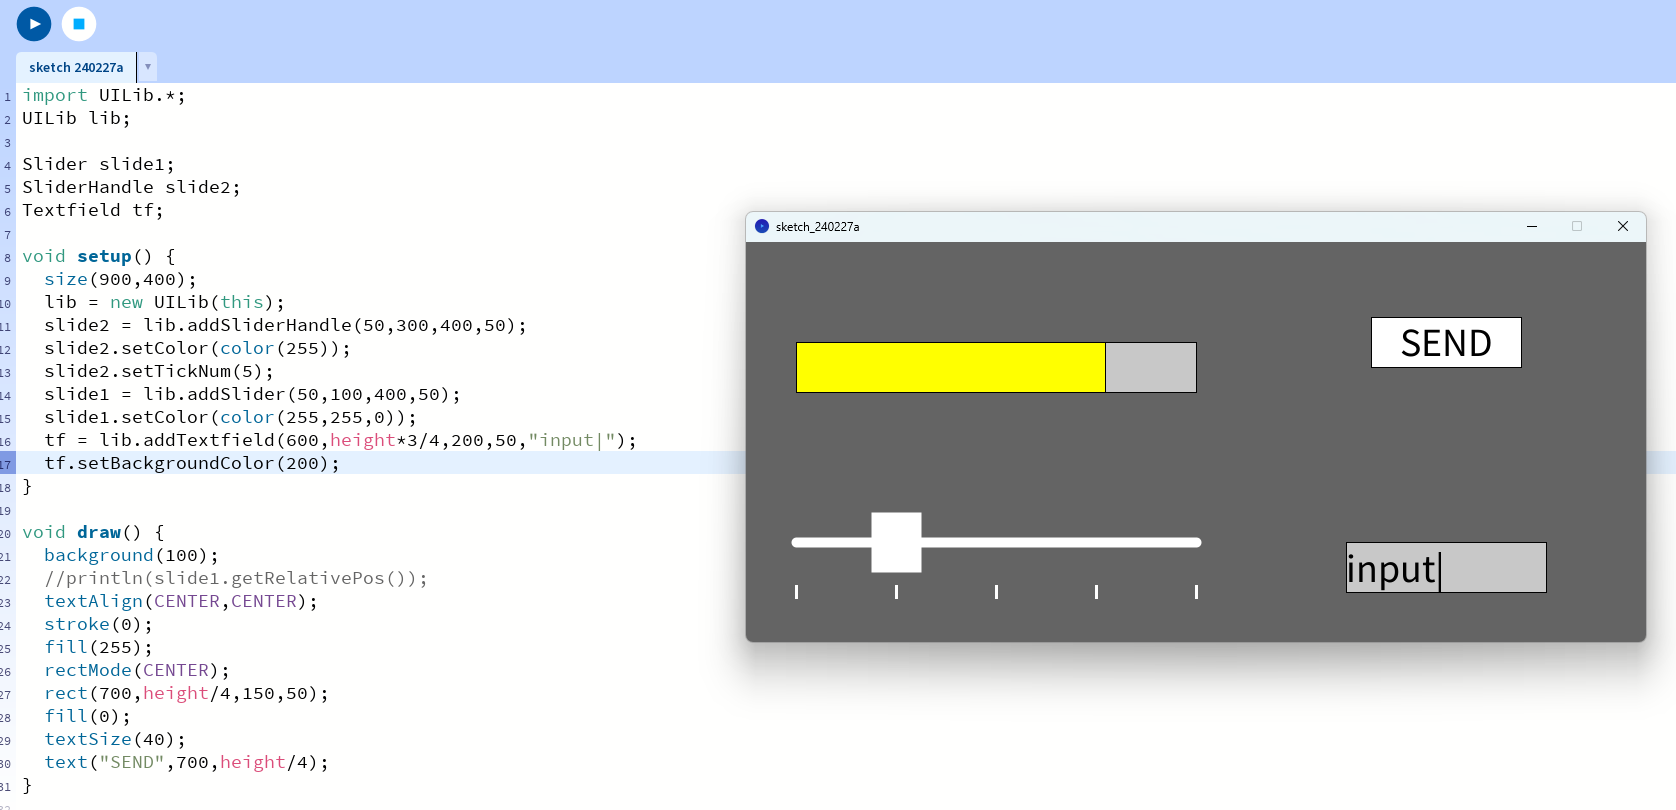 sketch 240227a
1 import UILib.*;
2 UILib lib;
3
4 Slider slide1;
5 SliderHandle slide2;
6 Textfield tf;
7
8 void setup() {
9 size(900,400);
10 lib = new UILib(this);
11 slide2 = lib.addSliderHandle(50,300,400,50);
12 slide2.setColor(color(255));
13 slide2.setTickNum(5);
14 slide1 = lib.addSlider(50,100,400,50);
15 slide1.setColor(color(255,255,0));
16 tf = lib.addTextfield(600,height*3/4,200,50,"input|");
17 tf.setBackgroundColor(200);
18 }
19
20 void draw() {
21 background(100);
22 //println(slide1.getRelativePos());
23 textAlign(CENTER,CENTER);
24 stroke(0);
25 fill(255);
26 rectMode(CENTER);
27 rect(700,height/4,150,50);
28 fill(0);
29 textSize(40);
30 text("SEND",700,height/4);
31 }
sketch_240227a
SEND
input|